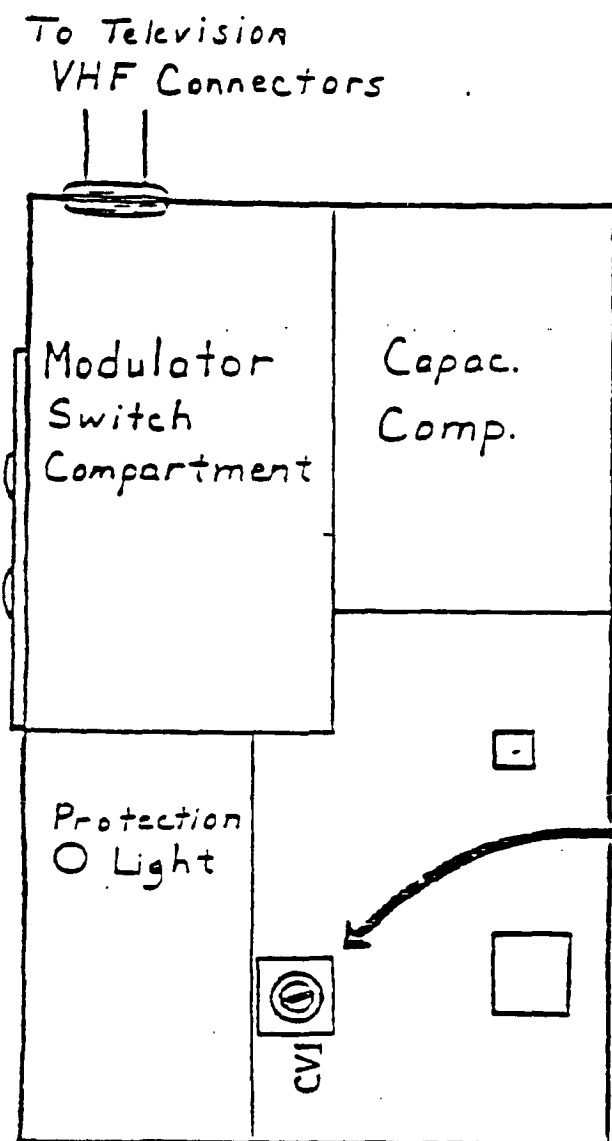 To Television
VHF Connectors
Modulator
Switch
Compartment
Capac.
Comp.
Protection
Light
CV1